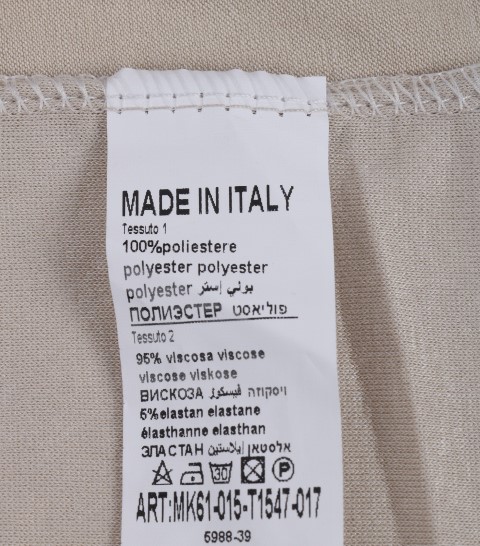 MADE IN ITALY
Tessuto 1
100%poliestere
polyester polyester
polyester بولي إستر
ПОЛИЭСТЕР פוליאסט
Tessuto 2
95% viscosa viscose
viscose viskose
ВИСКОЗА فيسكوز ויסקוזה
5%elastan elastane
élasthanne elasthan
ЭЛАСТАН إيلاستين אלסטאן
30 P
ART:MK61-015-T1547-017
5988-39